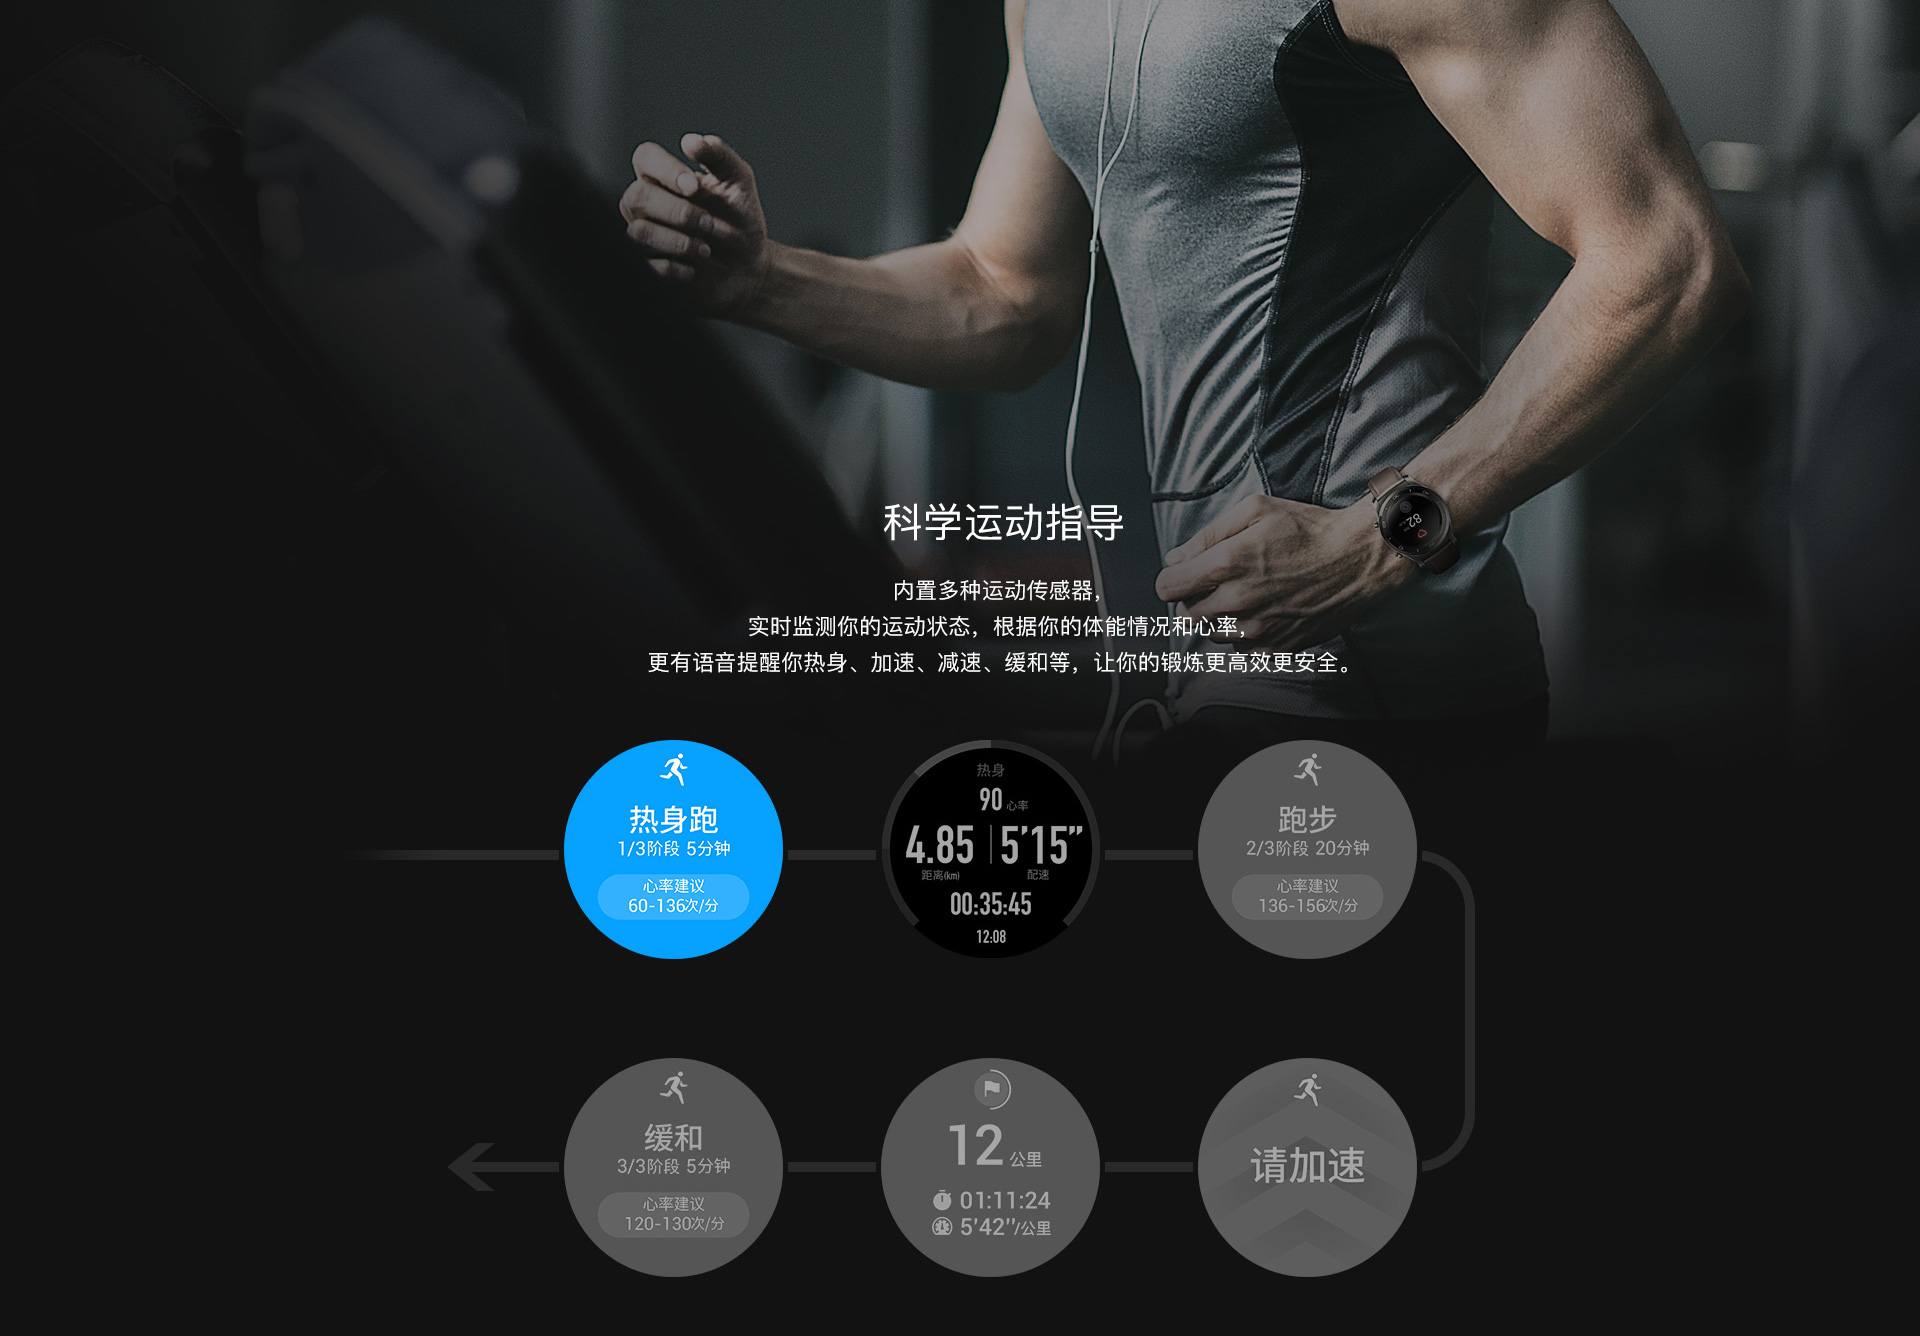 82
科学运动指导
内置多种运动传感器，
实时监测你的运动状态，根据你的体能情况和心率，
更有语音提醒你热身、加速、减速、缓和等，让你的锻炼更高效更安全。
热身跑
1/3阶段 5分钟
心率建议
60-136次/分
热身
90 心率
4.85 5'15"
距离(km) 配速
00:35:45
12:08
跑步
2/3阶段 20分钟
心率建议
136-156次/分
请加速
12 公里
01:11:24
5'42''/公里
缓和
3/3阶段 5分钟
心率建议
120-130次/分